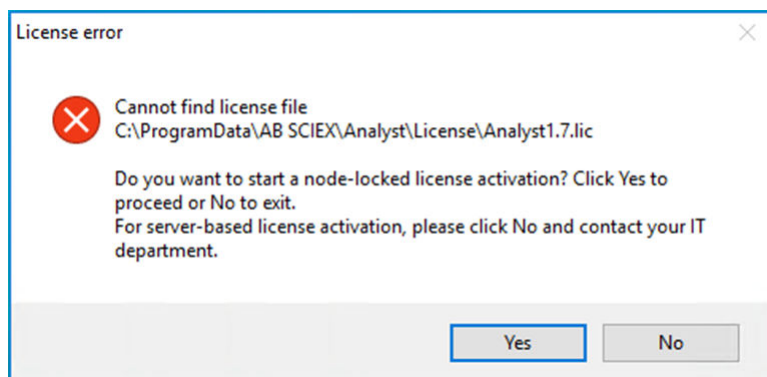 License error
Cannot find license file
C:\ProgramData\AB SCIEX\Analyst\License\Analyst1.7.lic
Do you want to start a node-locked license activation? Click Yes to
proceed or No to exit.
For server-based license activation, please click No and contact your IT
department.
Yes No